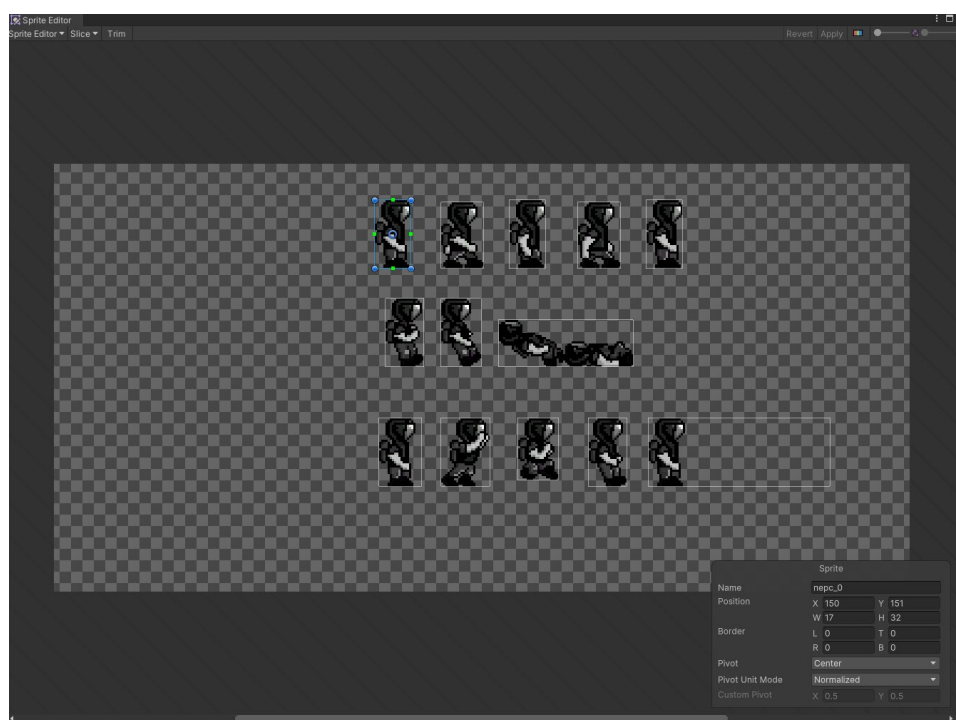 Sprite Editor
Sprite Editor Slice Trim Revert Apply
Sprite
Name nepc_0
Position X 150 Y 151
W 17 H 32
Border L 0 T 0
R 0 B 0
Pivot Center
Pivot Unit Mode Normalized
Custom Pivot X 0.5 Y 0.5